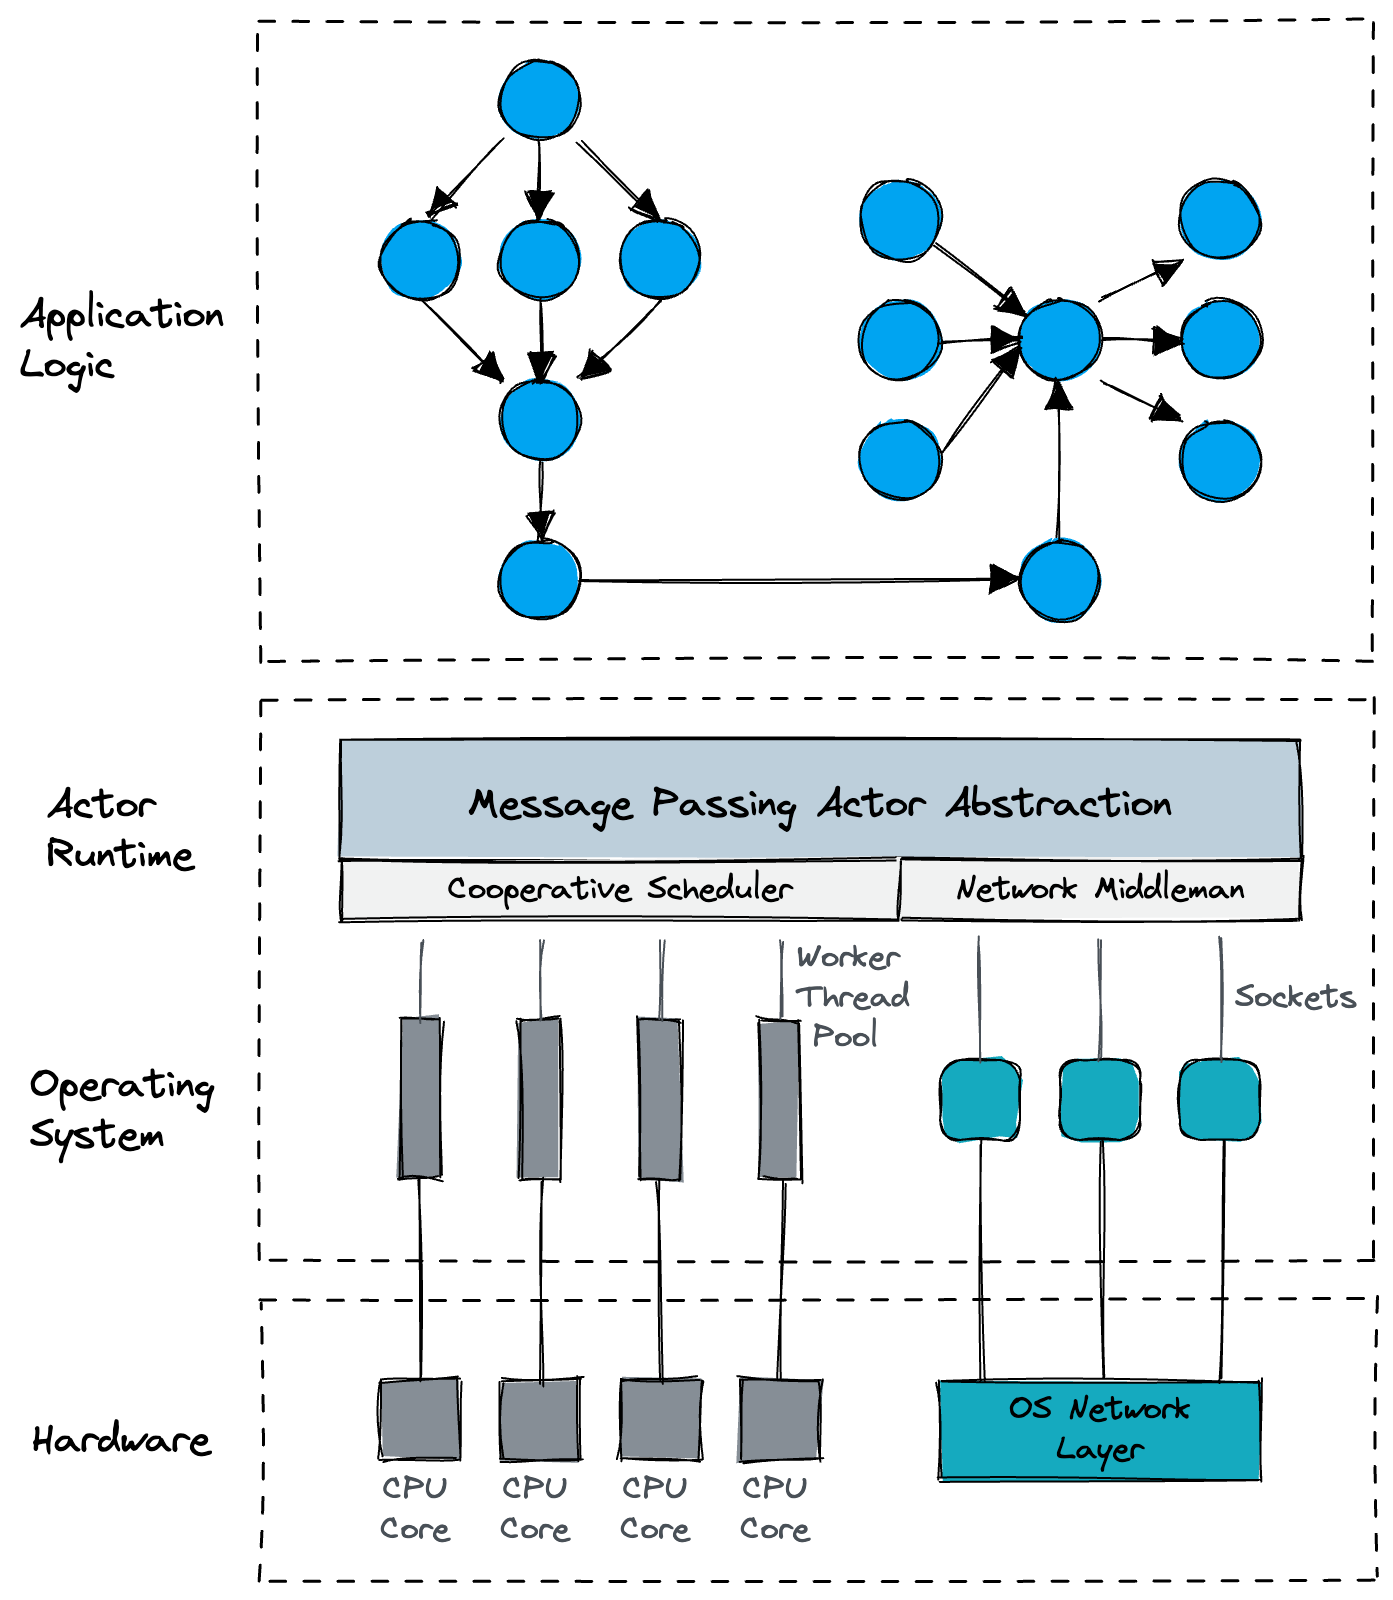 Application
Logic
Actor
Runtime
Message Passing Actor Abstraction
Cooperative Scheduler
Network Middleman
Worker
Thread
Pool
Sockets
Operating
System
Hardware
OS Network
Layer
CPU
Core
CPU
Core
CPU
Core
CPU
Core